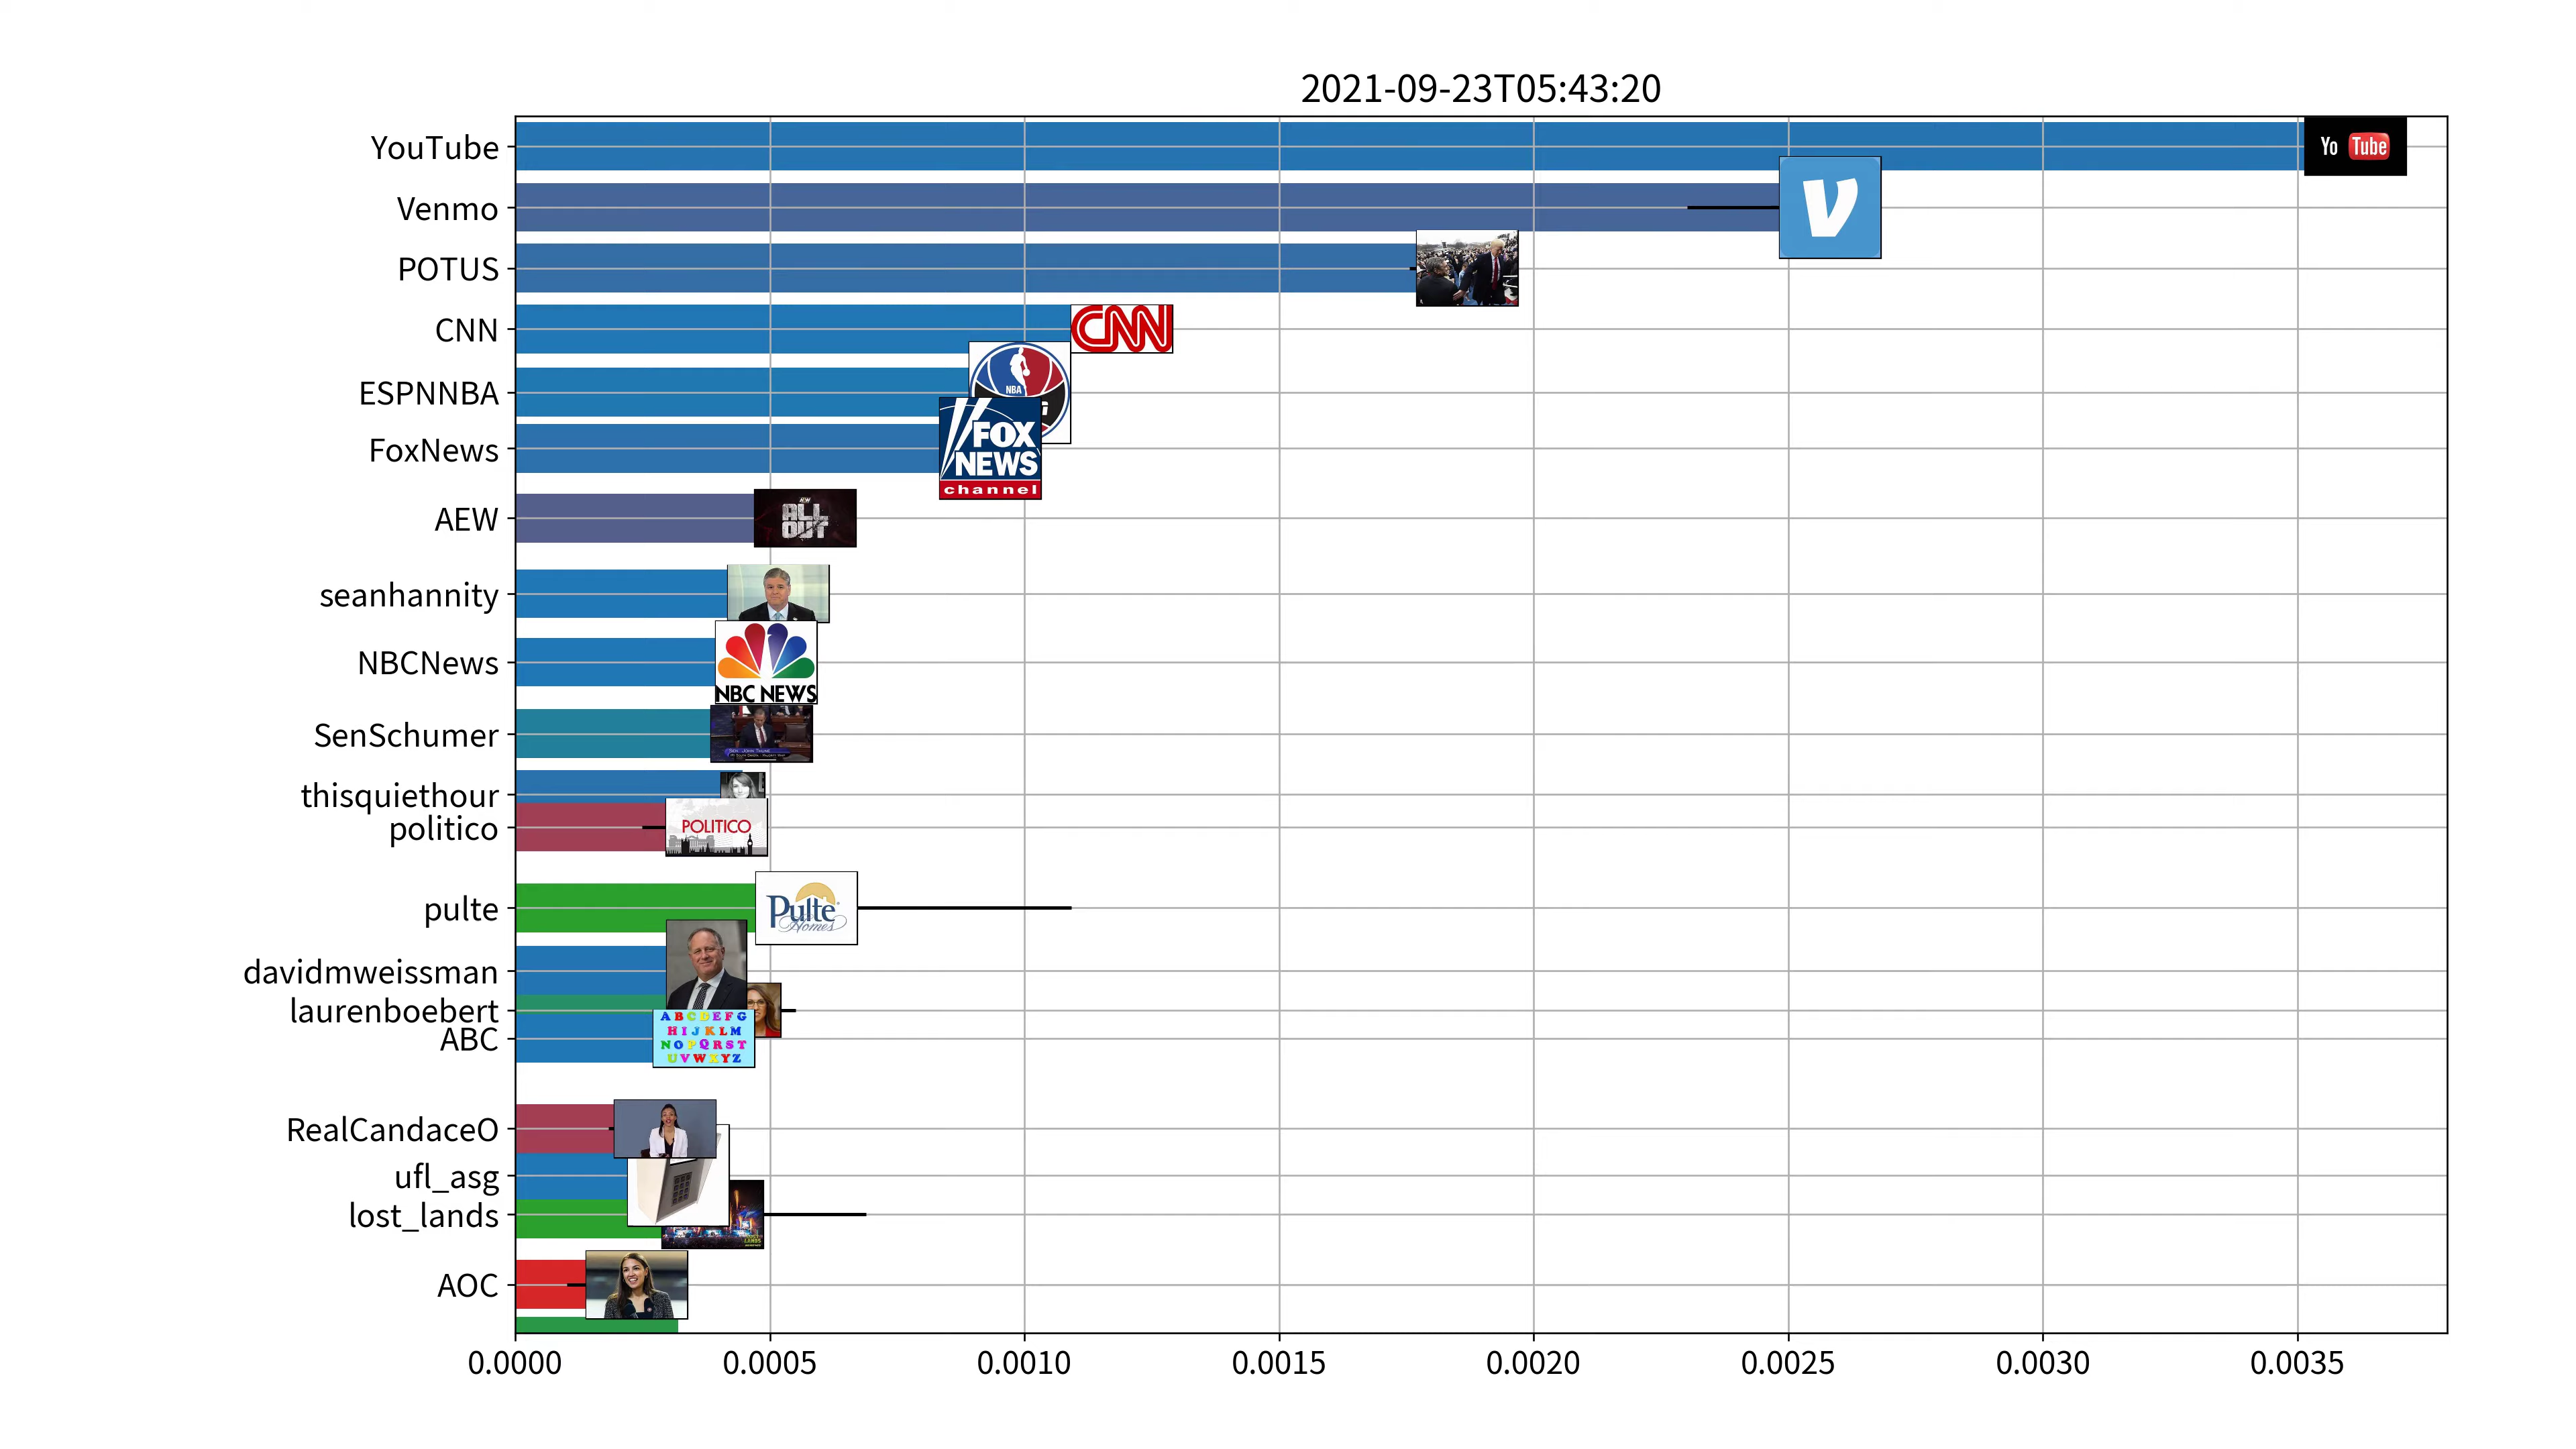 2021-09-23T05:43:20
YouTube
Yo Tube
Venmo
V
POTUS
CNN
CNN
ESPNNBA
NBA
FoxNews
FOX
NEWS
channel
AEW
AEW
ALL
OUT
seanhannity
NBCNews
NBC NEWS
SenSchumer
thisquiethour
politico
POLITICO
pulte
Pulte
Homes
davidmweissman
laurenboebert
ABC
A B C D E F G
H I J K L M
N O P Q R S T
U V W X Y Z
RealCandaceO
ufl_asg
lost_lands
AOC
0.0000 0.0005 0.0010 0.0015 0.0020 0.0025 0.0030 0.0035